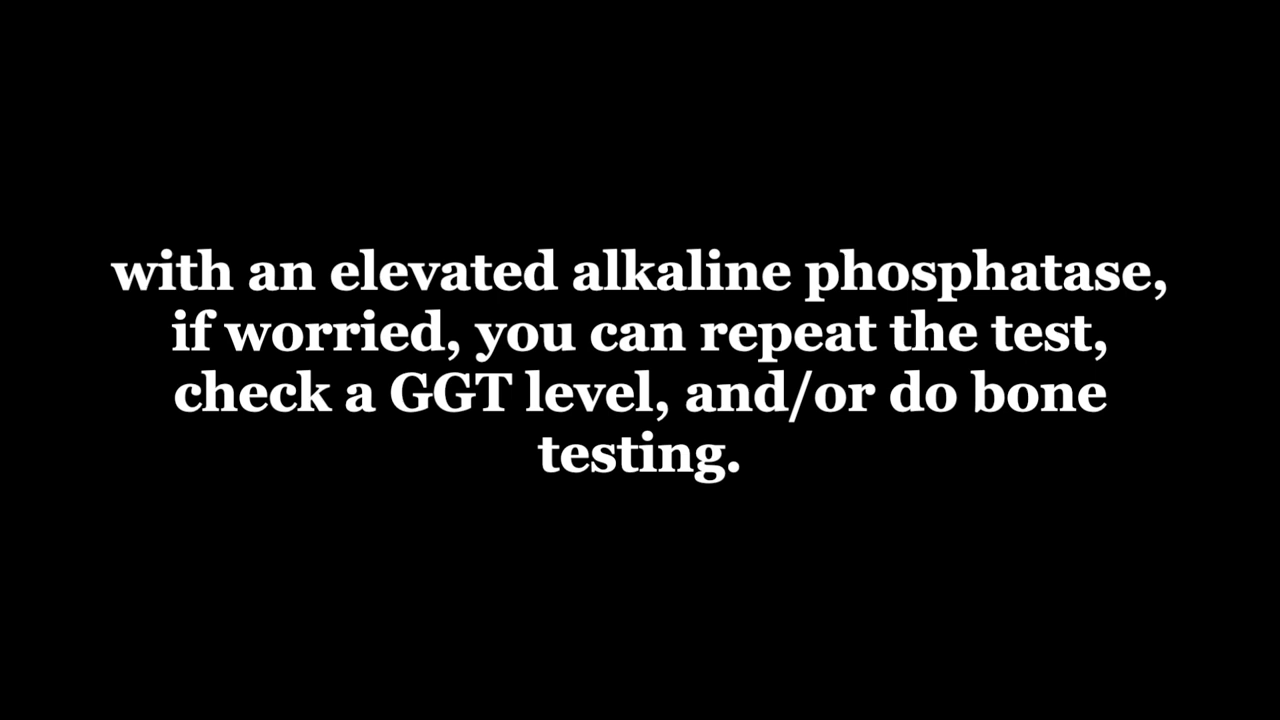 with an elevated alkaline phosphatase,
if worried, you can repeat the test,
check a GGT level, and/or do bone
testing.